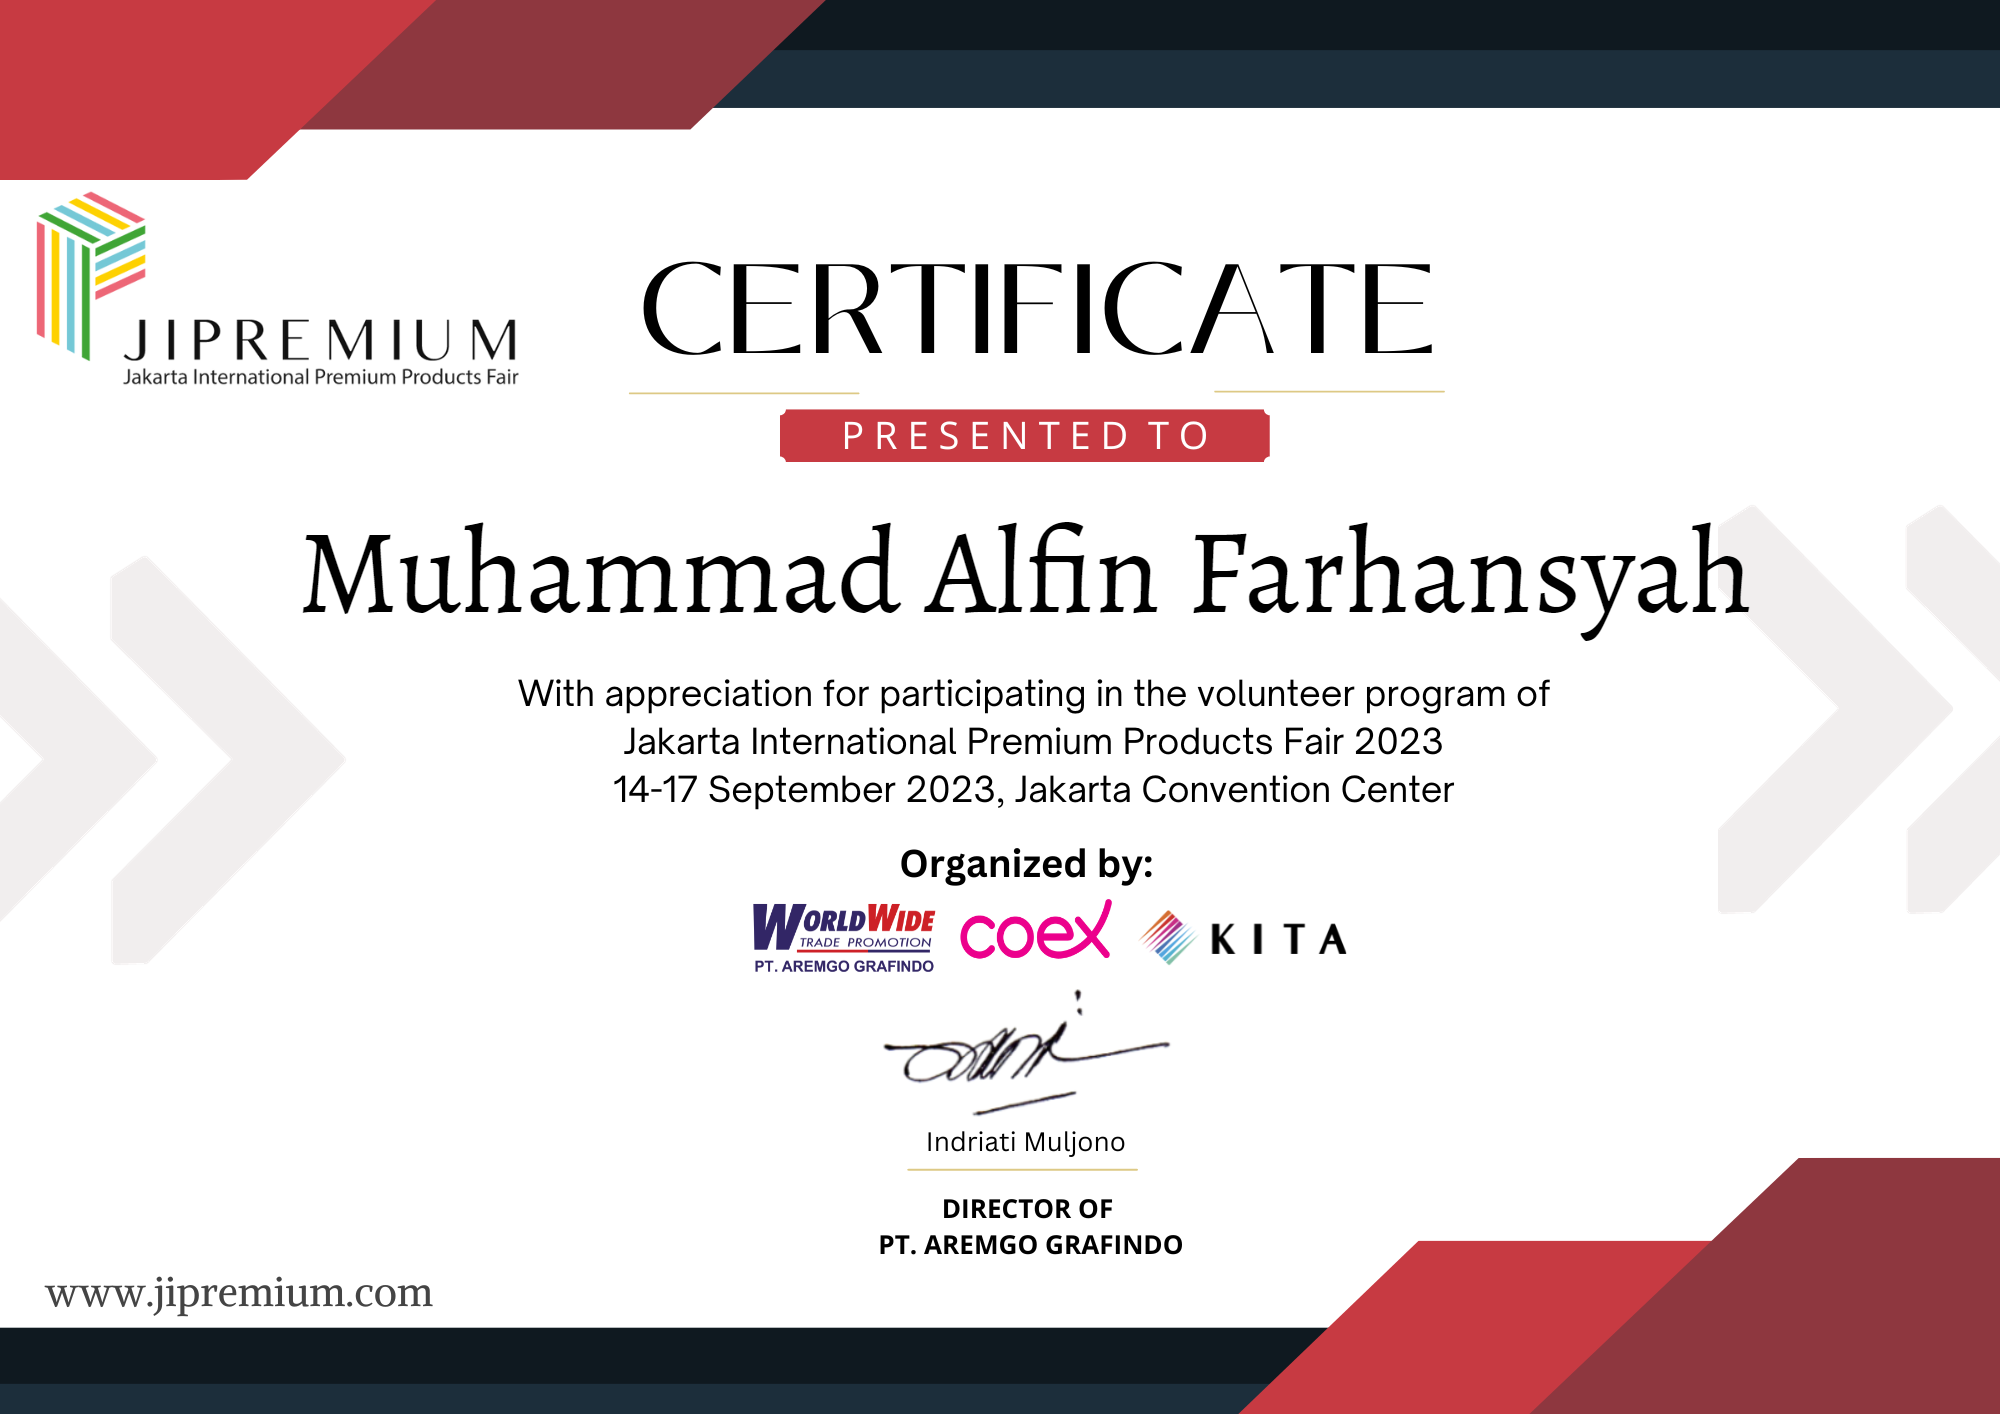 JIPREMIUM
Jakarta International Premium Products Fair
CERTIFICATE
PRESENTED TO
Muhammad Alfin Farhansyah
With appreciation for participating in the volunteer program of
Jakarta International Premium Products Fair 2023
14-17 September 2023, Jakarta Convention Center
Organized by:
WORLDWIDE
TRADE PROMOTION
PT. AREMGO GRAFINDO
coex
KITA
Indriati Muljono
DIRECTOR OF
PT. AREMGO GRAFINDO
www.jipremium.com